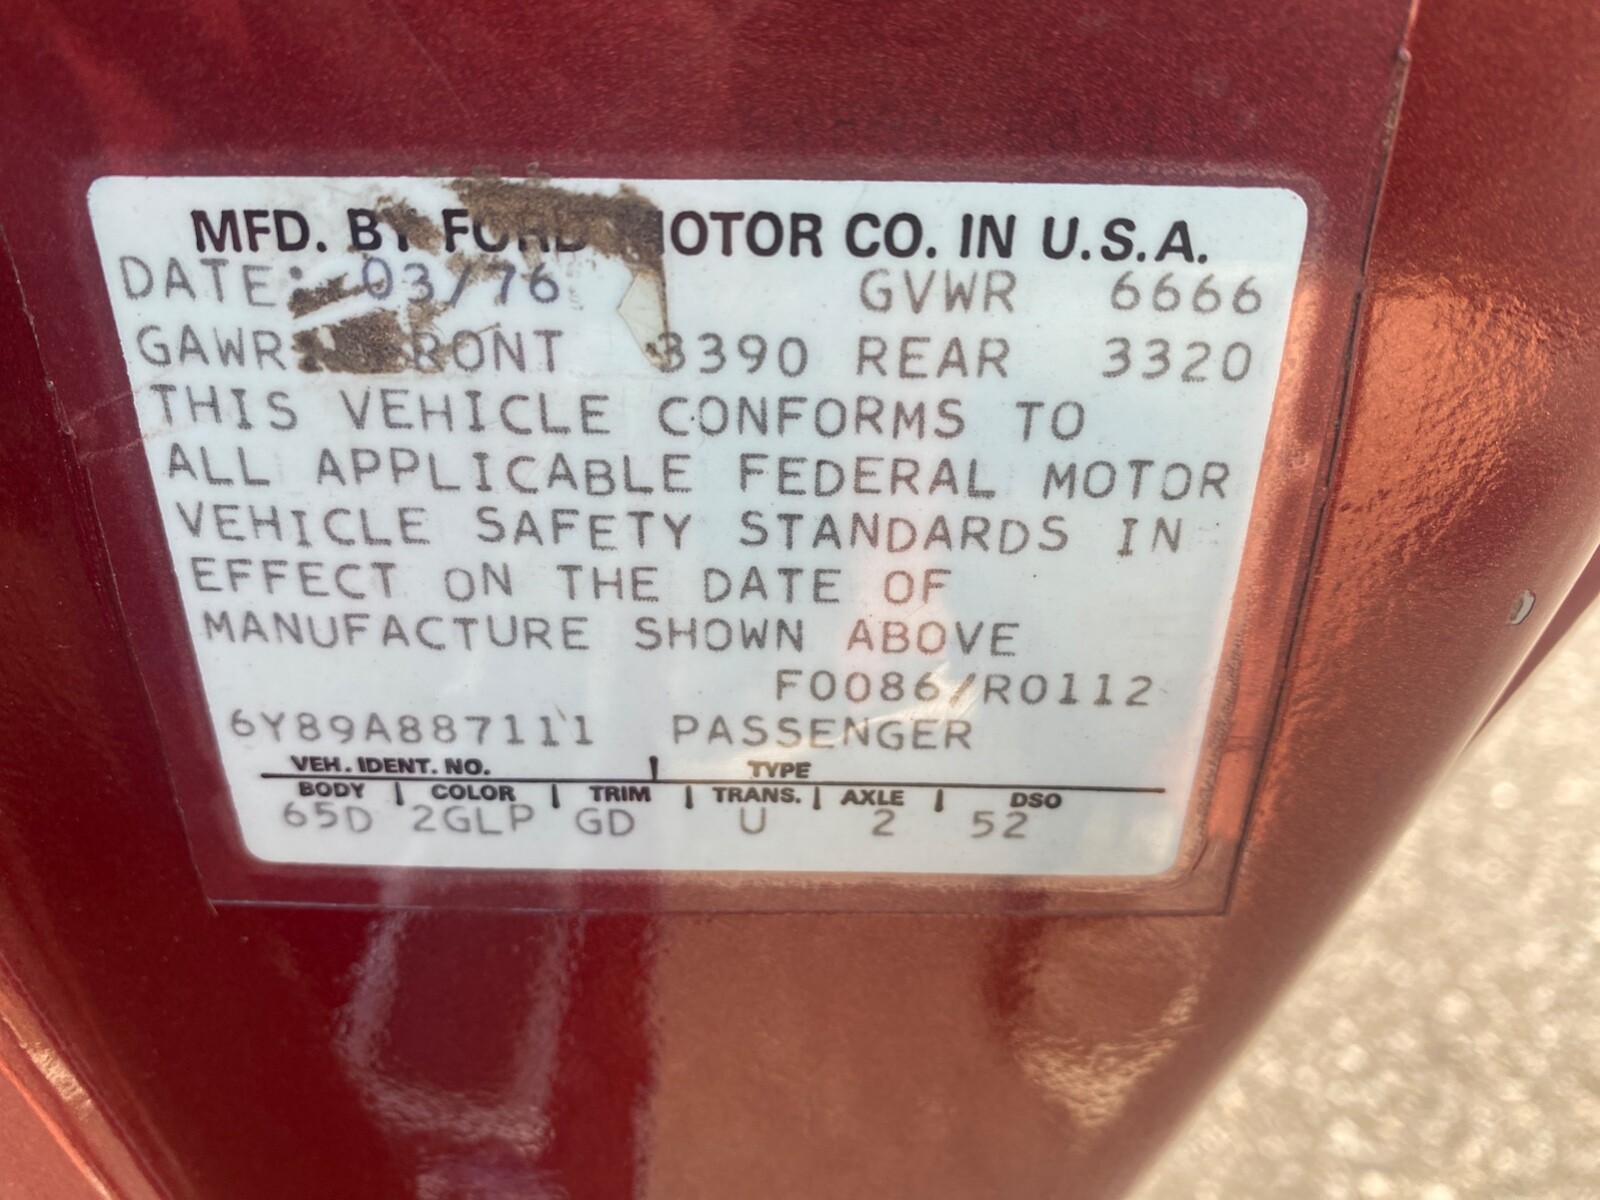 MFD. BY FORD MOTOR CO. IN U.S.A.
DATE: 03/76 GVWR 6666
GAWR: FRONT 3390 REAR 3320
THIS VEHICLE CONFORMS TO
ALL APPLICABLE FEDERAL MOTOR
VEHICLE SAFETY STANDARDS IN
EFFECT ON THE DATE OF
MANUFACTURE SHOWN ABOVE
F0086/R0112
6Y89A887111 PASSENGER
VEH. IDENT. NO. TYPE
BODY COLOR TRIM TRANS. AXLE DSO
65D 2GLP GD U 2 52